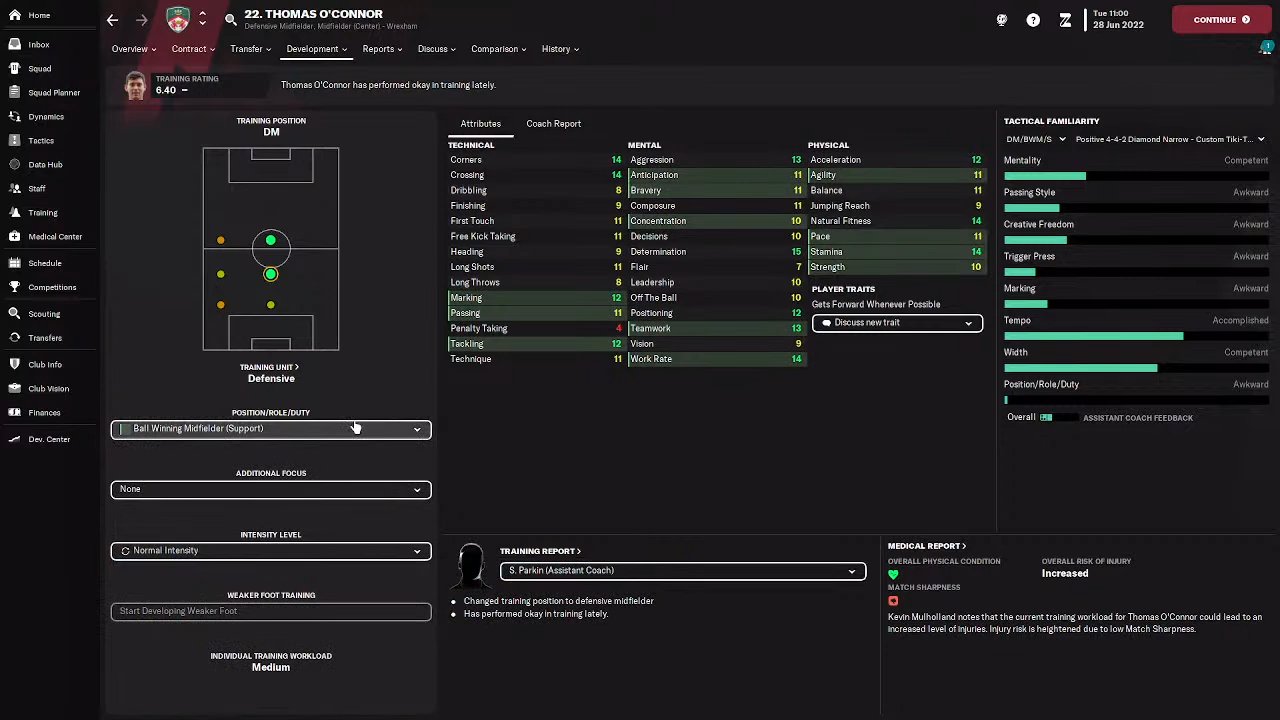 Home
Inbox
Squad
Squad Planner
Dynamics
Tactics
Data Hub
Staff
Training
Medical Center
Schedule
Competitions
Scouting
Transfers
Club Info
Club Vision
Finances
Dev. Center
22. THOMAS O'CONNOR
Defensive Midfielder, Midfielder (Center) - Wrexham
Tue 11:00
28 Jun 2022
CONTINUE
1
Overview
Contract
Transfer
Development
Reports
Discuss
Comparison
History
TRAINING RATING
6.40 –
Thomas O'Connor has performed okay in training lately.
TRAINING POSITION
DM
TRAINING UNIT >
Defensive
POSITION/ROLE/DUTY
Ball Winning Midfielder (Support)
ADDITIONAL FOCUS
None
INTENSITY LEVEL
Normal Intensity
WEAKER FOOT TRAINING
Start Developing Weaker Foot
INDIVIDUAL TRAINING WORKLOAD
Medium
Attributes
Coach Report
TECHNICAL
Corners 14
Crossing 14
Dribbling 8
Finishing 9
First Touch 11
Free Kick Taking 11
Heading 9
Long Shots 11
Long Throws 8
Marking 12
Passing 11
Penalty Taking 4
Tackling 12
Technique 11
MENTAL
Aggression 13
Anticipation 11
Bravery 11
Composure 11
Concentration 10
Decisions 10
Determination 15
Flair 7
Leadership 10
Off The Ball 10
Positioning 12
Teamwork 13
Vision 9
Work Rate 14
PHYSICAL
Acceleration 12
Agility 11
Balance 11
Jumping Reach 9
Natural Fitness 14
Pace 11
Stamina 14
Strength 10
PLAYER TRAITS
Gets Forward Whenever Possible
Discuss new trait
TACTICAL FAMILIARITY
DM/BWM/S
Positive 4-4-2 Diamond Narrow - Custom Tiki-T...
Mentality Competent
Passing Style Awkward
Creative Freedom Awkward
Trigger Press Awkward
Marking Awkward
Tempo Accomplished
Width Competent
Position/Role/Duty Awkward
Overall
ASSISTANT COACH FEEDBACK
TRAINING REPORT >
S. Parkin (Assistant Coach)
• Changed training position to defensive midfielder
• Has performed okay in training lately.
MEDICAL REPORT >
OVERALL PHYSICAL CONDITION
OVERALL RISK OF INJURY
Increased
MATCH SHARPNESS
Kevin Mulholland notes that the current training workload for Thomas O'Connor could lead to an
increased level of injuries. Injury risk is heightened due to low Match Sharpness.